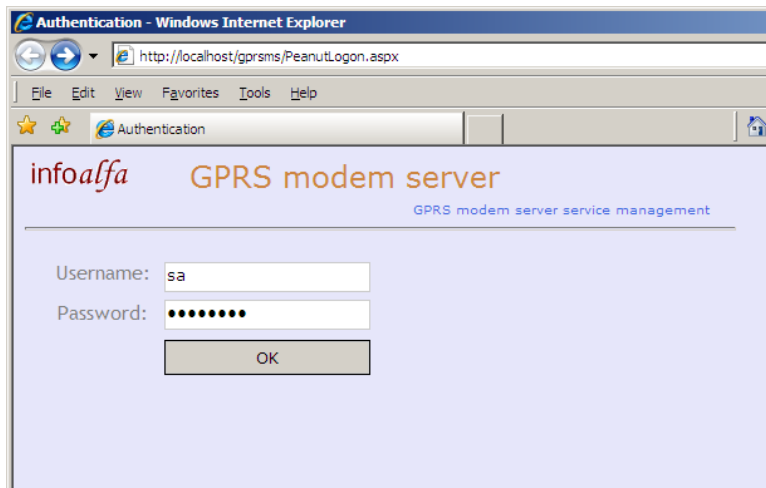 Authentication - Windows Internet Explorer
http://localhost/gprsms/PeanutLogon.aspx
File Edit View Favorites Tools Help
Authentication
infoalfa GPRS modem server
GPRS modem server service management
Username: sa
Password: ••••••••
OK